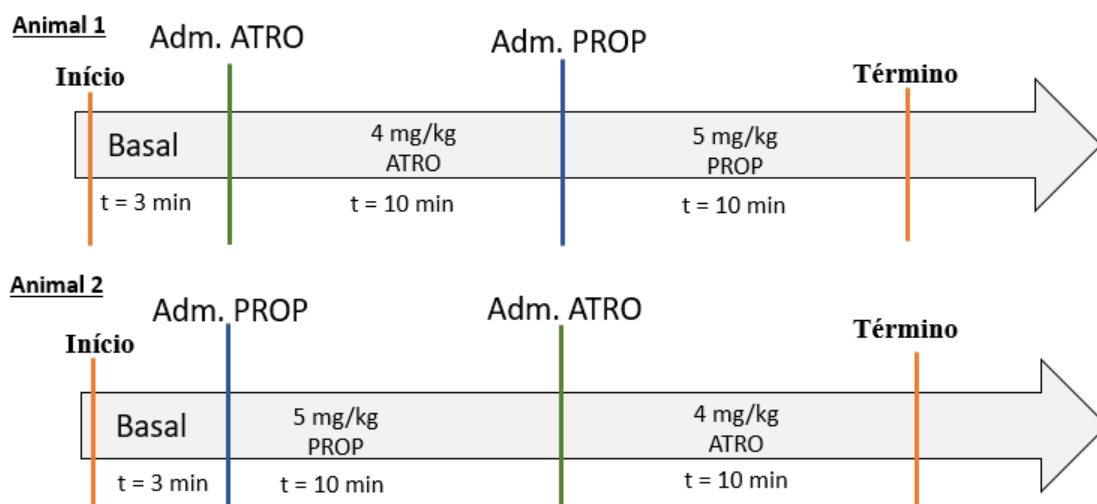 Animal 1
Adm. ATRO
Adm. PROP
Início
Término
Basal
4 mg/kg
ATRO
5 mg/kg
PROP
t = 3 min
t = 10 min
t = 10 min
Animal 2
Adm. PROP
Adm. ATRO
Início
Término
Basal
5 mg/kg
PROP
4 mg/kg
ATRO
t = 3 min
t = 10 min
t = 10 min